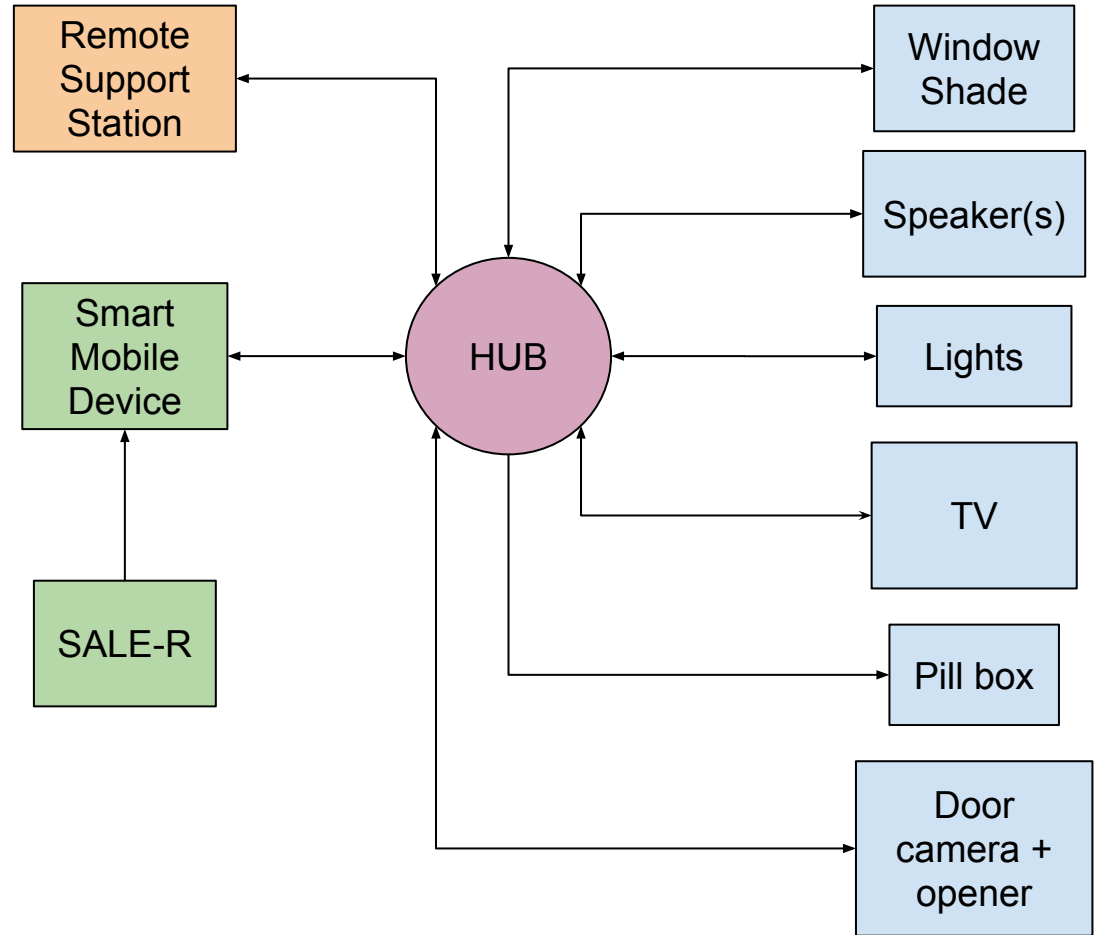 Remote
Support
Station
Window
Shade
Speaker(s)
Smart
Mobile
Device
HUB
Lights
TV
SALE-R
Pill box
Door
camera +
opener